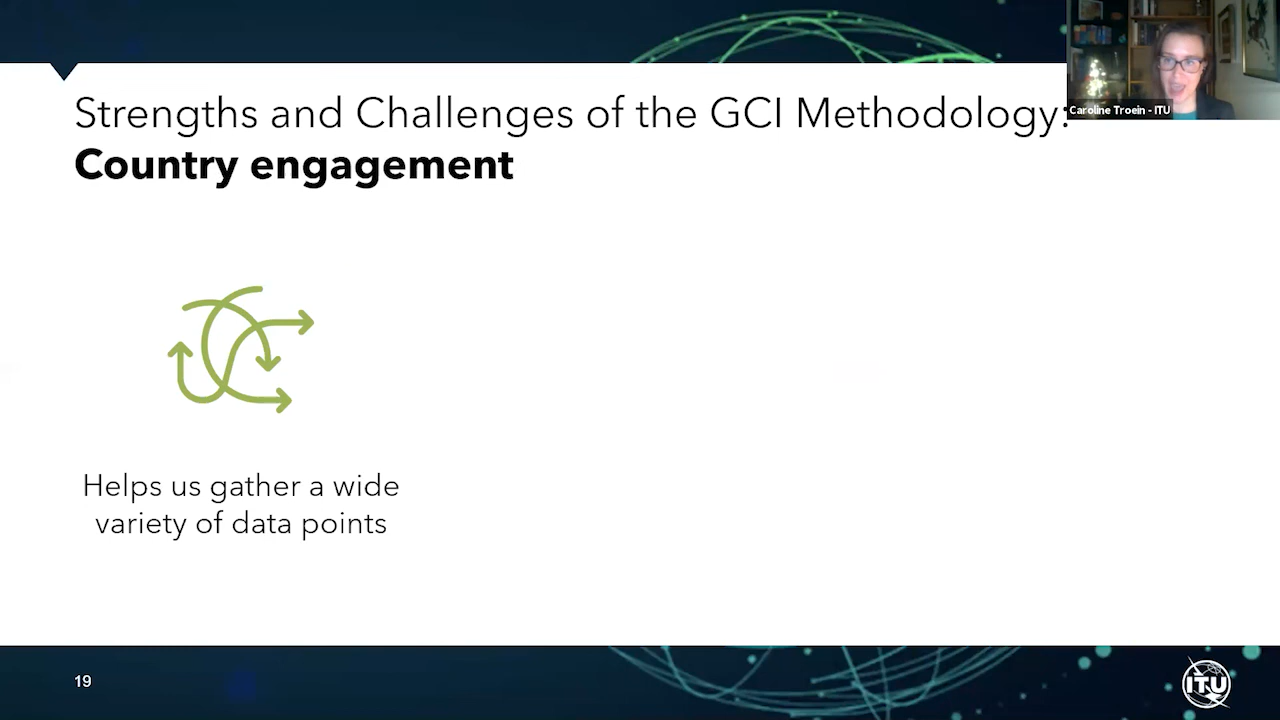 Caroline Troein - ITU
Strengths and Challenges of the GCI Methodology:
Country engagement
Helps us gather a wide
variety of data points
19
ITU